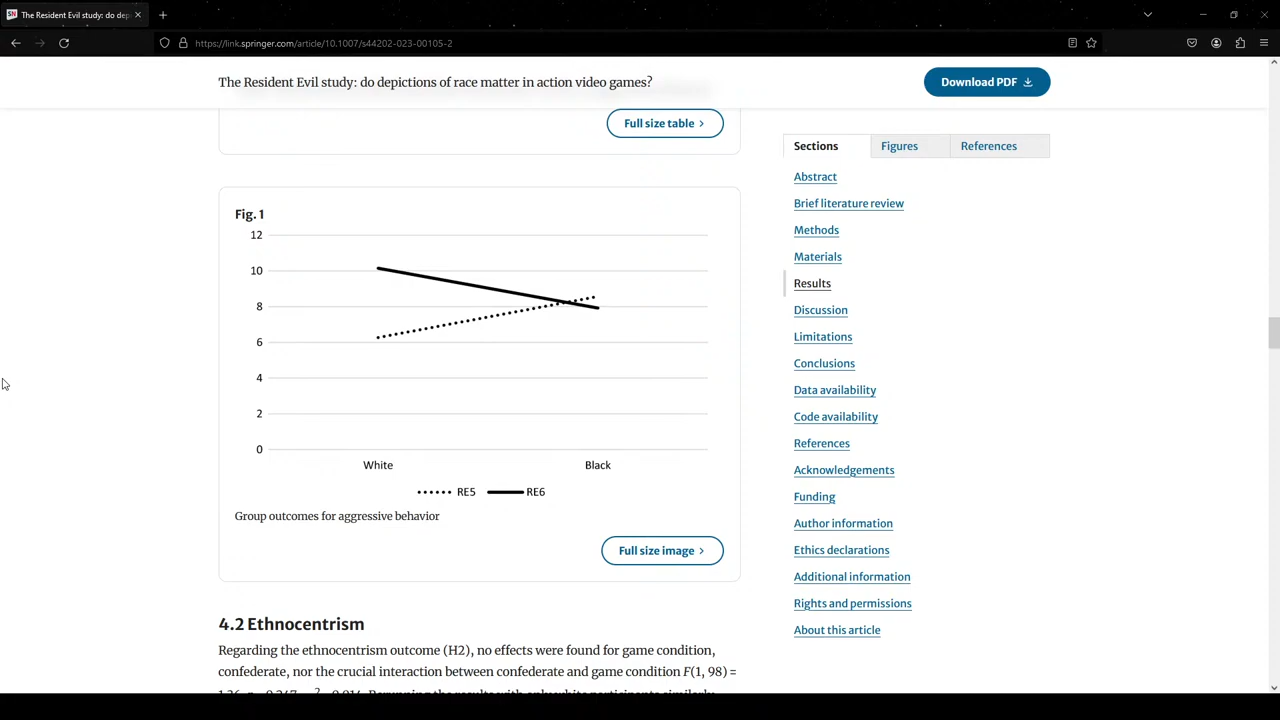 The Resident Evil study: do dep
https://link.springer.com/article/10.1007/s44202-023-00105-2
The Resident Evil study: do depictions of race matter in action video games?
Download PDF
Full size table
Sections
Figures
References
Abstract
Brief literature review
Methods
Materials
Results
Discussion
Limitations
Conclusions
Data availability
Code availability
References
Acknowledgements
Funding
Author information
Ethics declarations
Additional information
Rights and permissions
About this article
Fig. 1
12
10
8
6
4
2
0
White
Black
RE5
RE6
Group outcomes for aggressive behavior
Full size image
4.2 Ethnocentrism
Regarding the ethnocentrism outcome (H2), no effects were found for game condition,
confederate, nor the crucial interaction between confederate and game condition F(1, 98) =